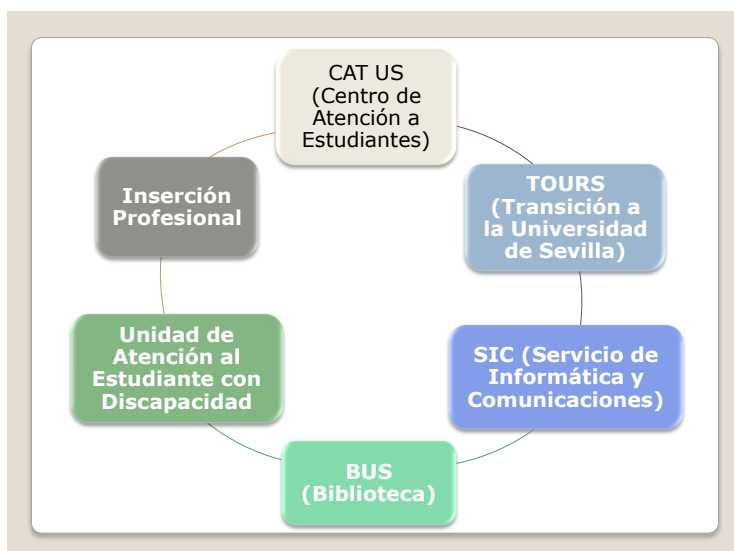 CAT US
(Centro de
Atención a
Estudiantes)
TOURS
(Transición a
la Universidad
de Sevilla)
SIC (Servicio de
Informática y
Comunicaciones)
BUS
(Biblioteca)
Unidad de
Atención al
Estudiante con
Discapacidad
Inserción
Profesional